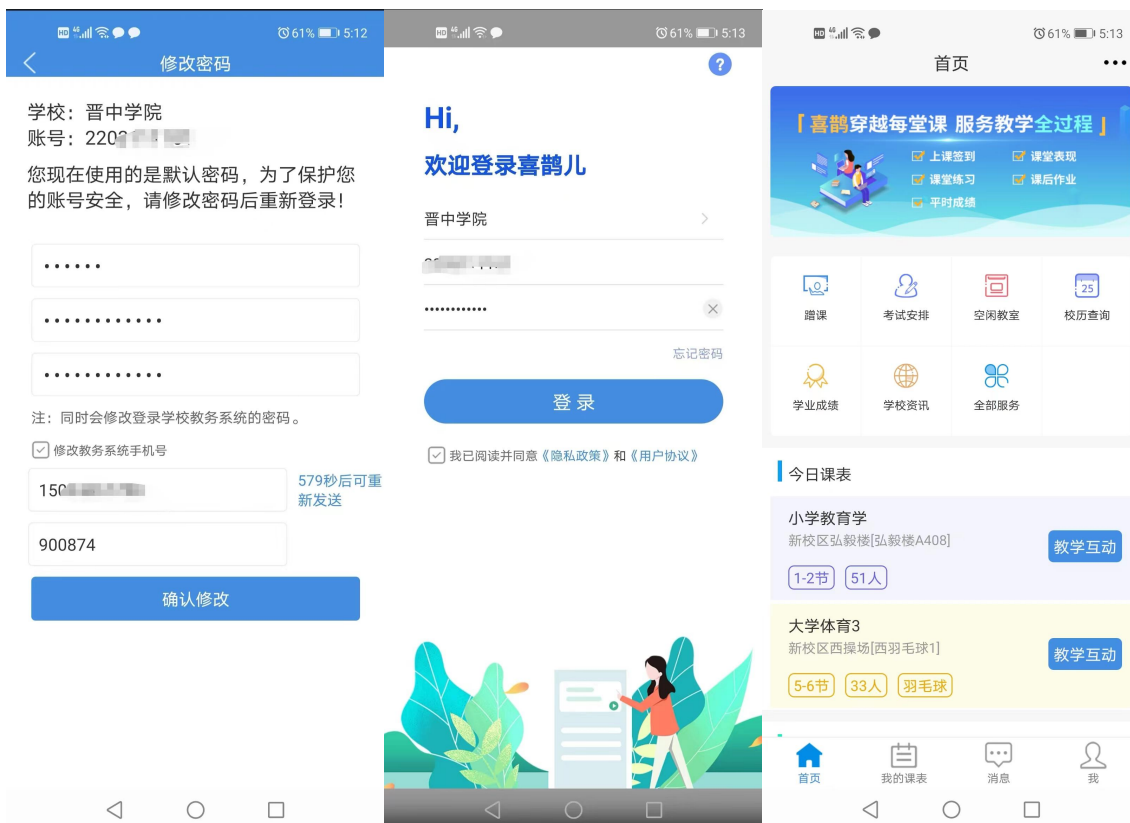 HD 46 61% 5:12
修改密码
学校：晋中学院
账号：220
您现在使用的是默认密码，为了保护您
的账号安全，请修改密码后重新登录！
注：同时会修改登录学校教务系统的密码。
修改教务系统手机号
150
579秒后可重
新发送
900874
确认修改
HD 46 61% 5:13
?
Hi,
欢迎登录喜鹊儿
晋中学院
忘记密码
登录
我已阅读并同意《隐私政策》和《用户协议》
HD 46 61% 5:13
首页
「喜鹊穿越每堂课 服务教学全过程」
上课签到 课堂表现
课堂练习 课后作业
平时成绩
25
蹭课 考试安排 空闲教室 校历查询
学业成绩 学校资讯 全部服务
今日课表
小学教育学
新校区弘毅楼[弘毅楼A408]
教学互动
1-2节 51人
大学体育3
新校区西操场[西羽毛球1]
教学互动
5-6节 33人 羽毛球
首页 我的课表 消息 我